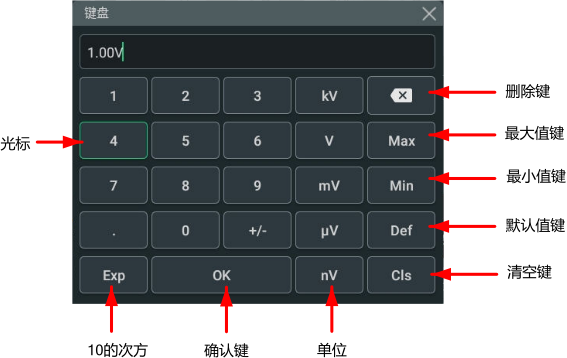 键盘
1.00V
1 2 3 kV
删除键
光标
4 5 6 V Max
最大值键
7 8 9 mV Min
最小值键
. 0 +/- μV Def
默认值键
Exp OK nV Cls
清空键
10的次方 确认键 单位